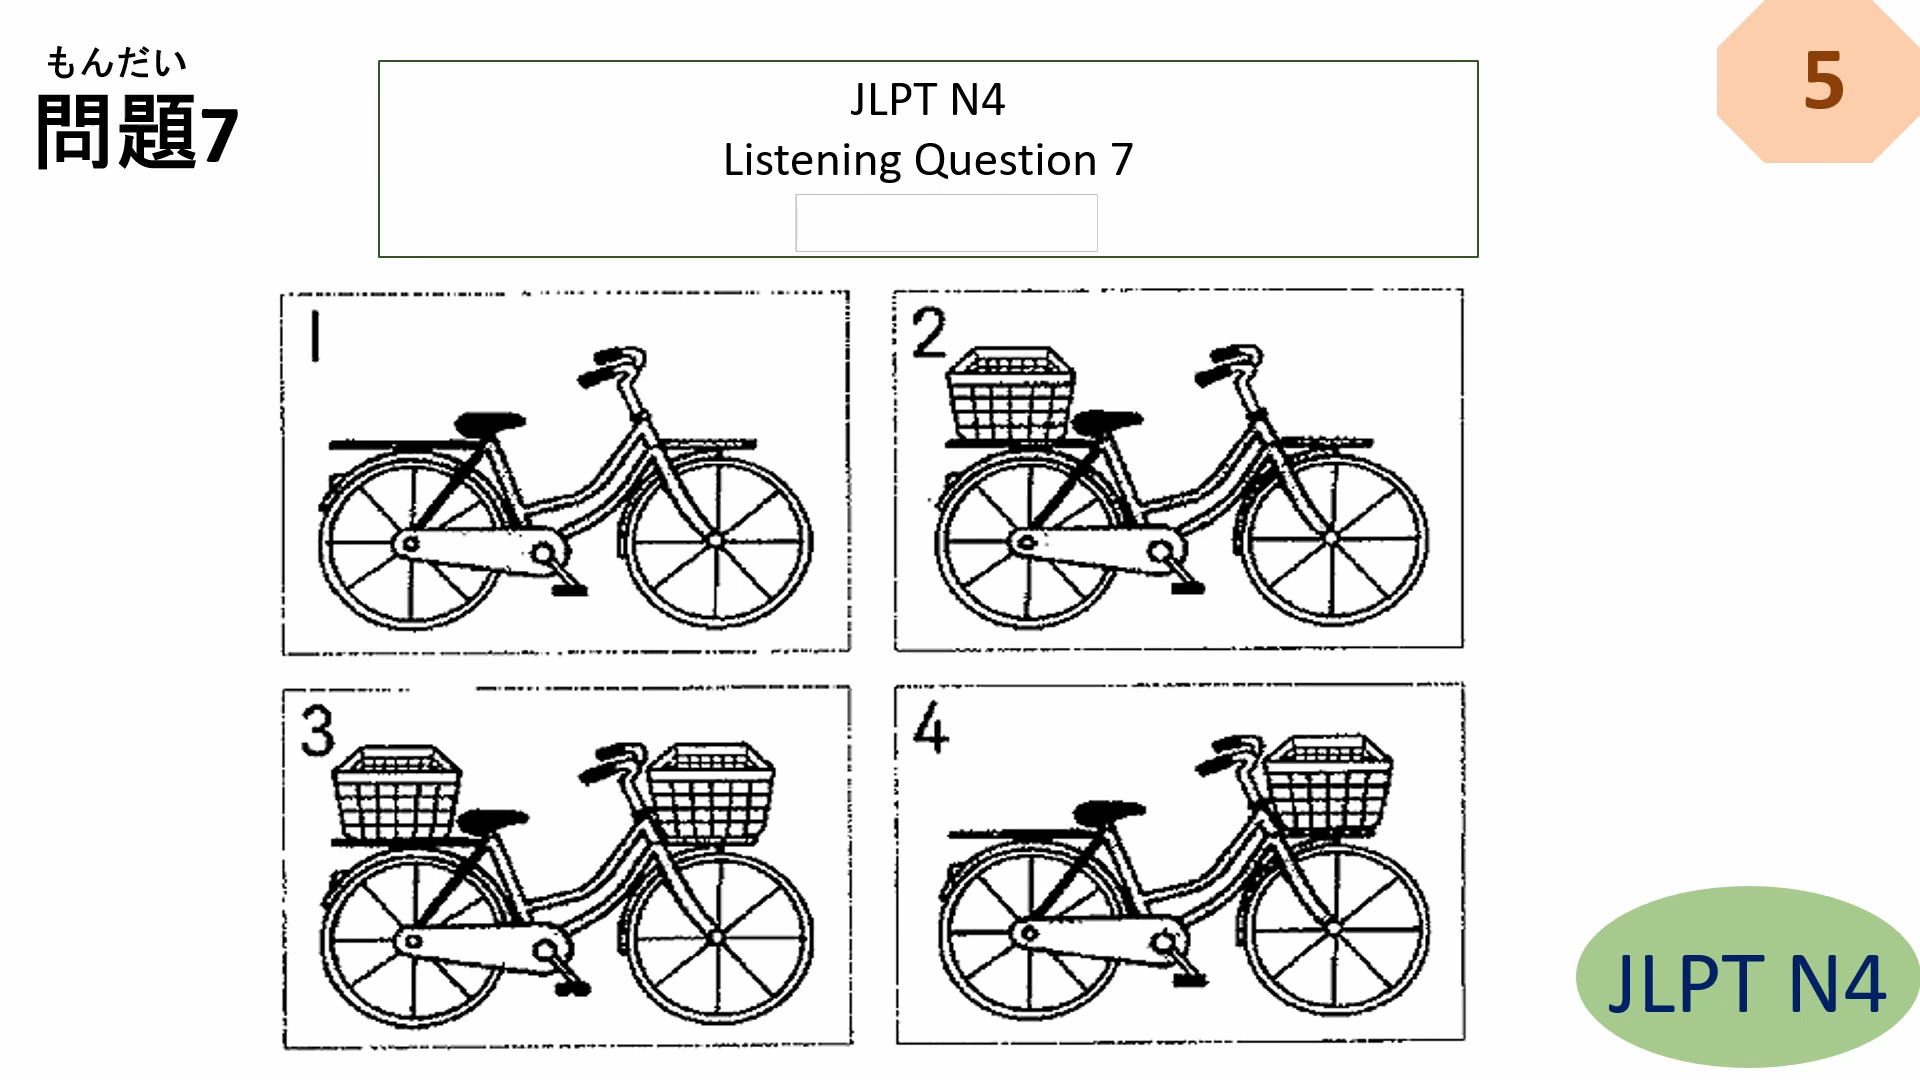 もんだい
問題7
JLPT N4
Listening Question 7
5
1
2
3
4
JLPT N4